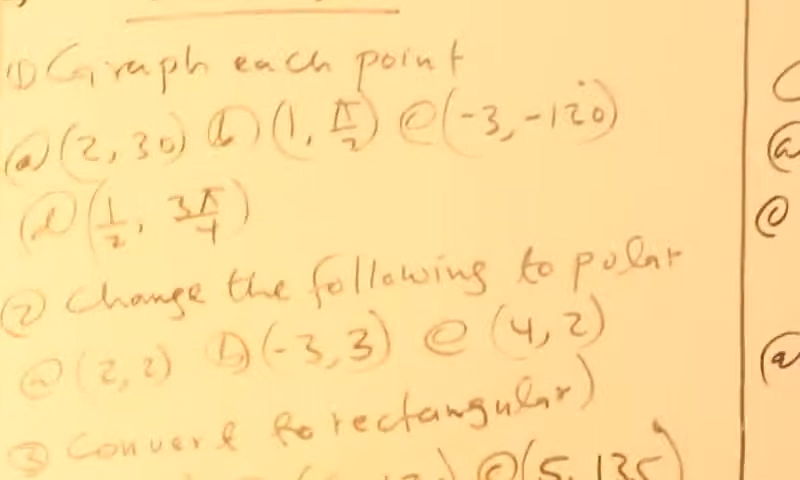 ① Graph each point
ⓐ (2, 30) ⓑ (1, π/2) ⓒ (-3, -120)
ⓓ (1/2, 3π/4)
② Change the following to polar
ⓐ (2, 2) ⓑ (-3, 3) ⓒ (4, 2)
③ Convert to rectangular)
ⓒ (5, 135)